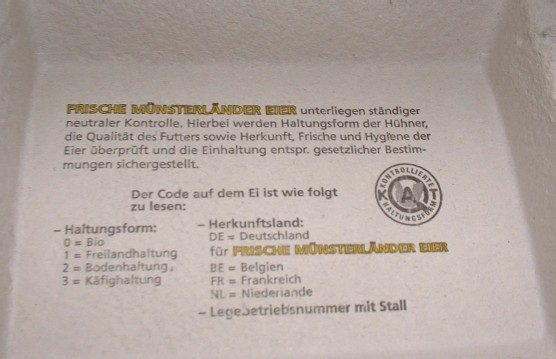 FRISCHE MÜNSTERLÄNDER EIER unterliegen ständiger
neutraler Kontrolle. Hierbei werden Haltungsform der Hühner,
die Qualität des Futters sowie Herkunft, Frische und Hygiene der
Eier überprüft und die Einhaltung entspr. gesetzlicher Bestim-
mungen sichergestellt.
KONTROLLIERTE
KAT
HALTUNGSFORM
Der Code auf dem Ei ist wie folgt
zu lesen:
– Haltungsform:
0 = Bio
1 = Freilandhaltung
2 = Bodenhaltung,
3 = Käfighaltung
– Herkunftsland:
DE = Deutschland
für FRISCHE MÜNSTERLÄNDER EIER
BE = Belgien
FR = Frankreich
NL = Niederlande
– Legebetriebsnummer mit Stall